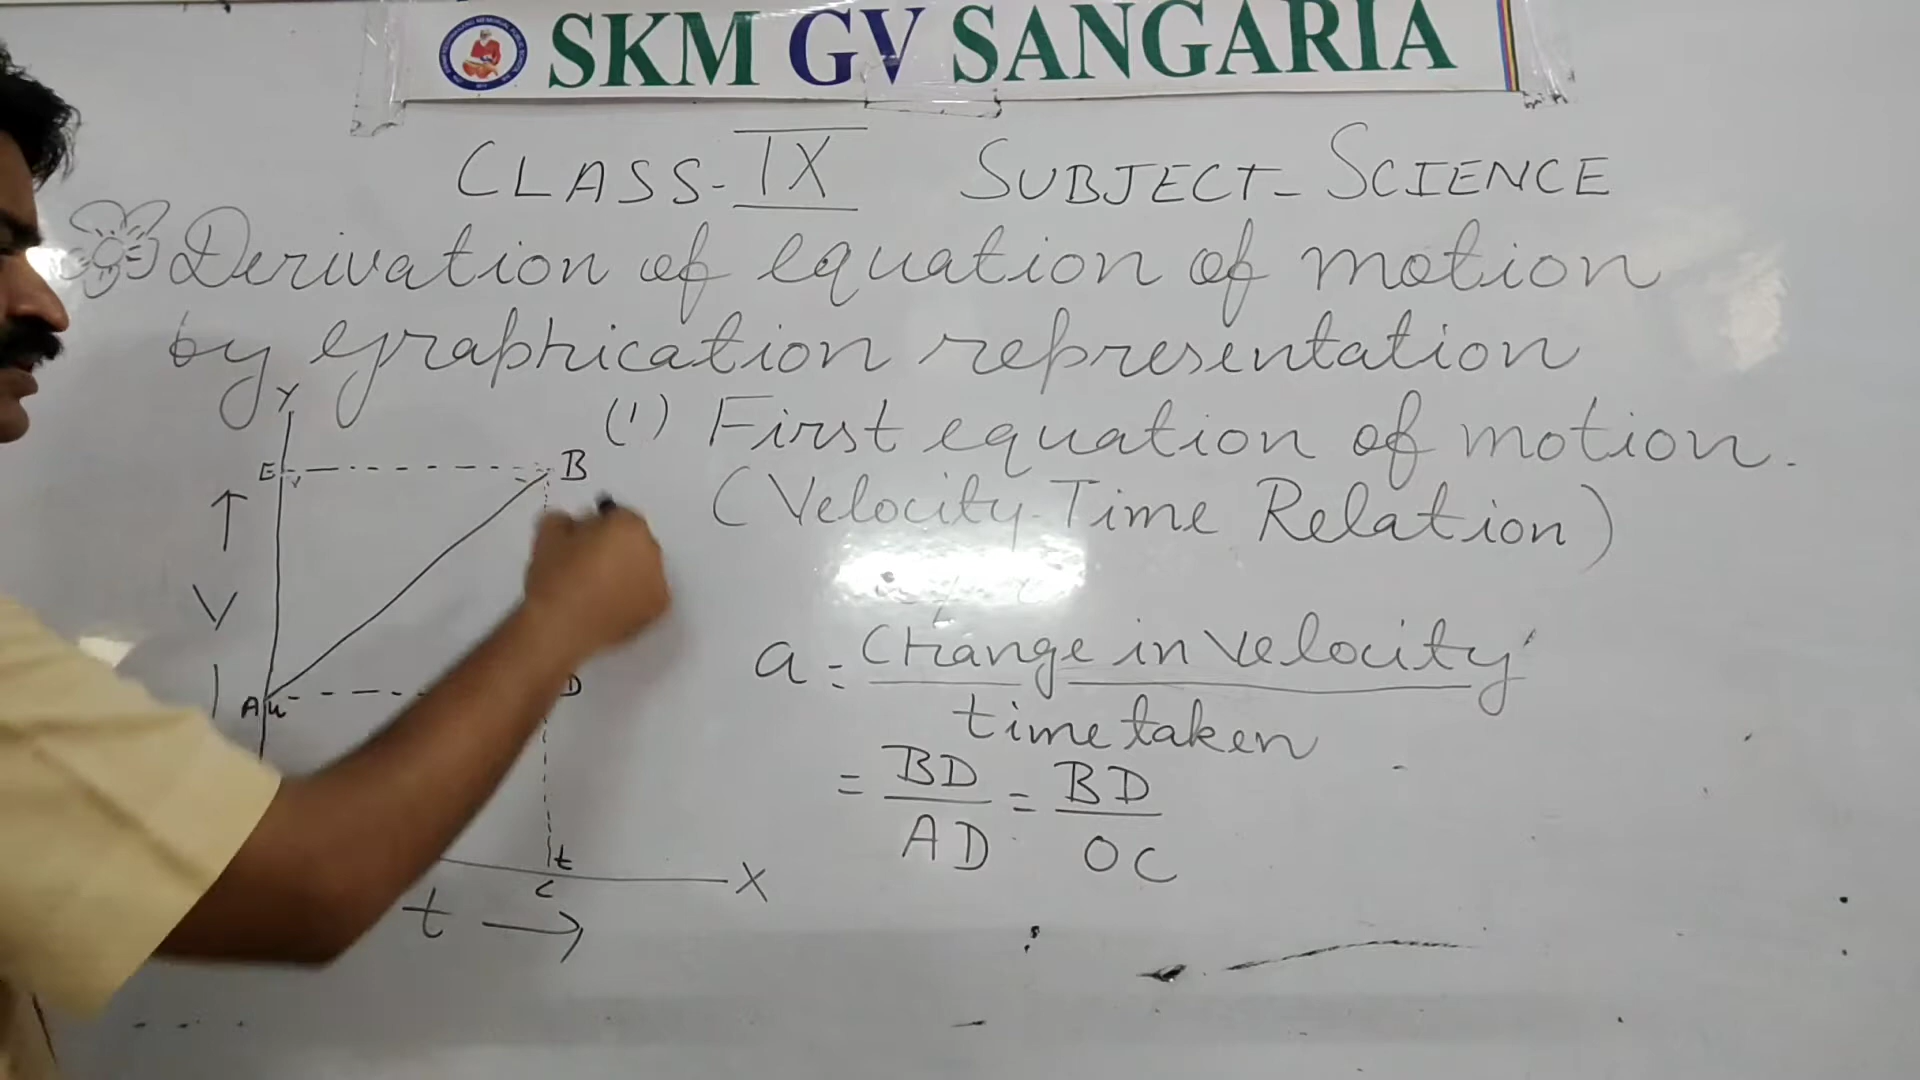 SKM GV SANGARIA
CLASS-IX SUBJECT-SCIENCE
Derivation of equation of motion
by graphication representation
(1) First equation of motion.
(Velocity-Time Relation)
Y
E v B
V
A u D
t
C
X
t
a = Change in velocity
time taken
= BD = BD
AD OC